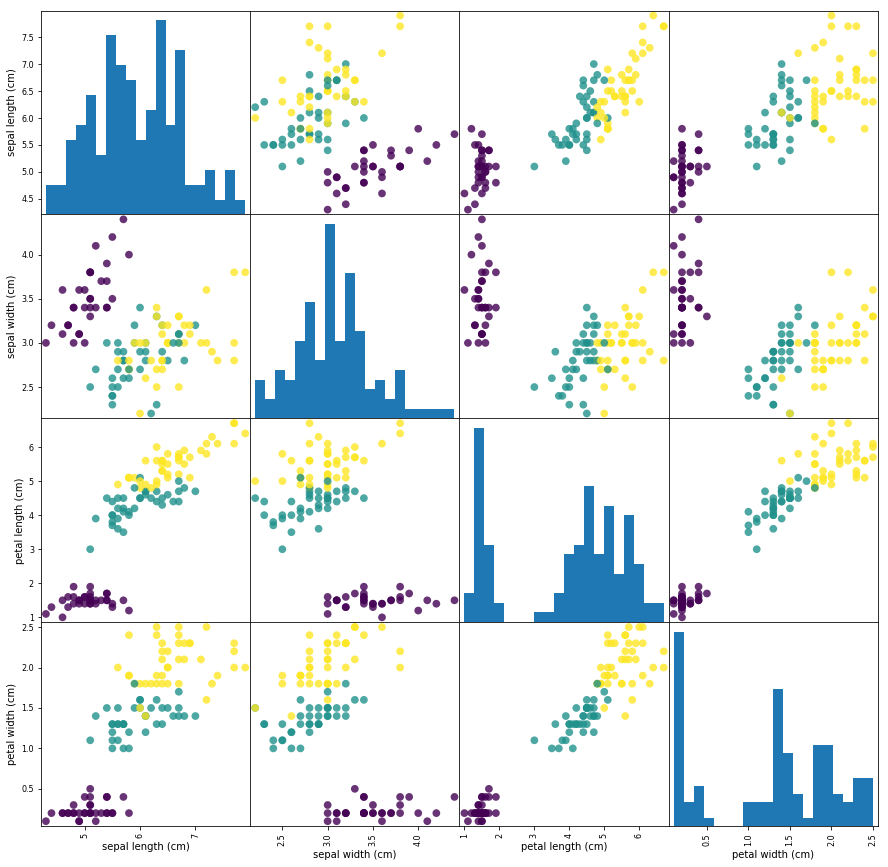 7.5
7.0
6.5
6.0
5.5
5.0
4.5
sepal length (cm)
4.0
3.5
3.0
2.5
sepal width (cm)
6
5
4
3
2
1
petal length (cm)
2.5
2.0
1.5
1.0
0.5
petal width (cm)
5 6 7
sepal length (cm)
2.5 3.0 3.5 4.0
sepal width (cm)
1 2 3 4 5 6
petal length (cm)
0.5 1.0 1.5 2.0 2.5
petal width (cm)